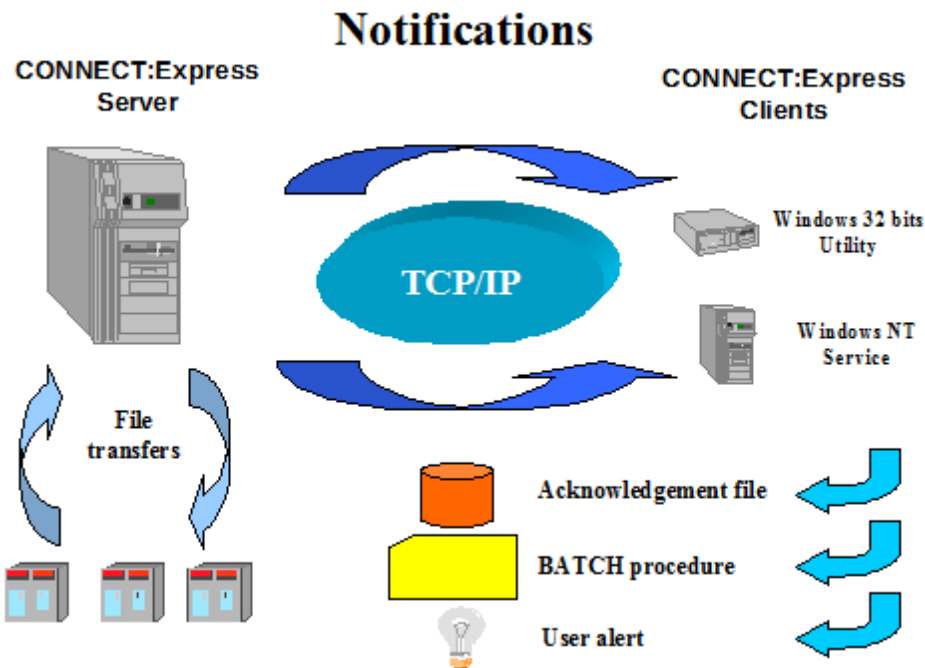 Notifications
CONNECT:Express
Server
CONNECT:Express
Clients
Windows 32 bits
Utility
TCP/IP
Windows NT
Service
File
transfers
Acknowledgement file
BATCH procedure
User alert